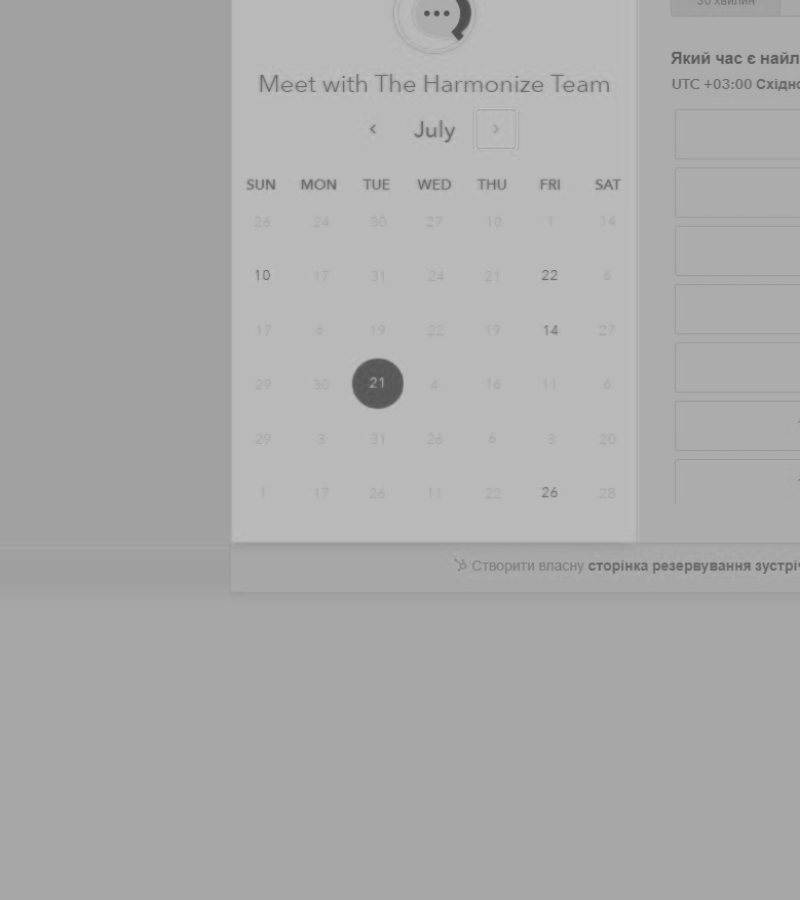 30 хвилин
Meet with The Harmonize Team
July
SUN MON TUE WED THU FRI SAT
26 24 30 27 10 1 14
10 17 31 24 21 22 6
17 6 19 22 19 14 27
29 30 21 4 16 11 6
29 3 31 26 6 3 20
1 17 26 11 22 26 28
Який час є найл
UTC +03:00 Східно
Створити власну сторінка резервування зустріч